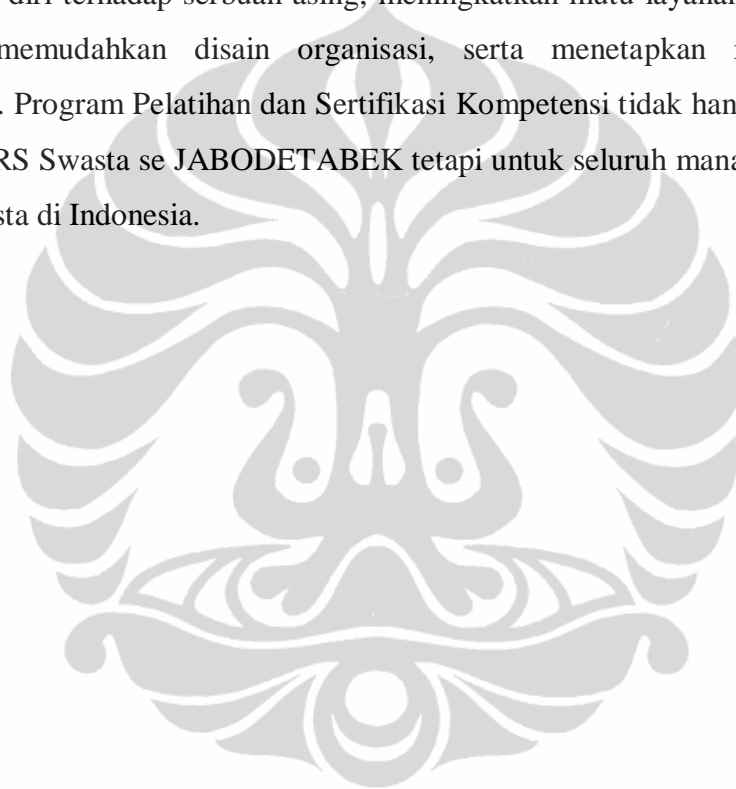 diri terhadap serbuan asing, meningkatkan mutu layanan
memudahkan disain organisasi, serta menetapkan
. Program Pelatihan dan Sertifikasi Kompetensi tidak han
RS Swasta se JABODETABEK tetapi untuk seluruh mana
sta di Indonesia.